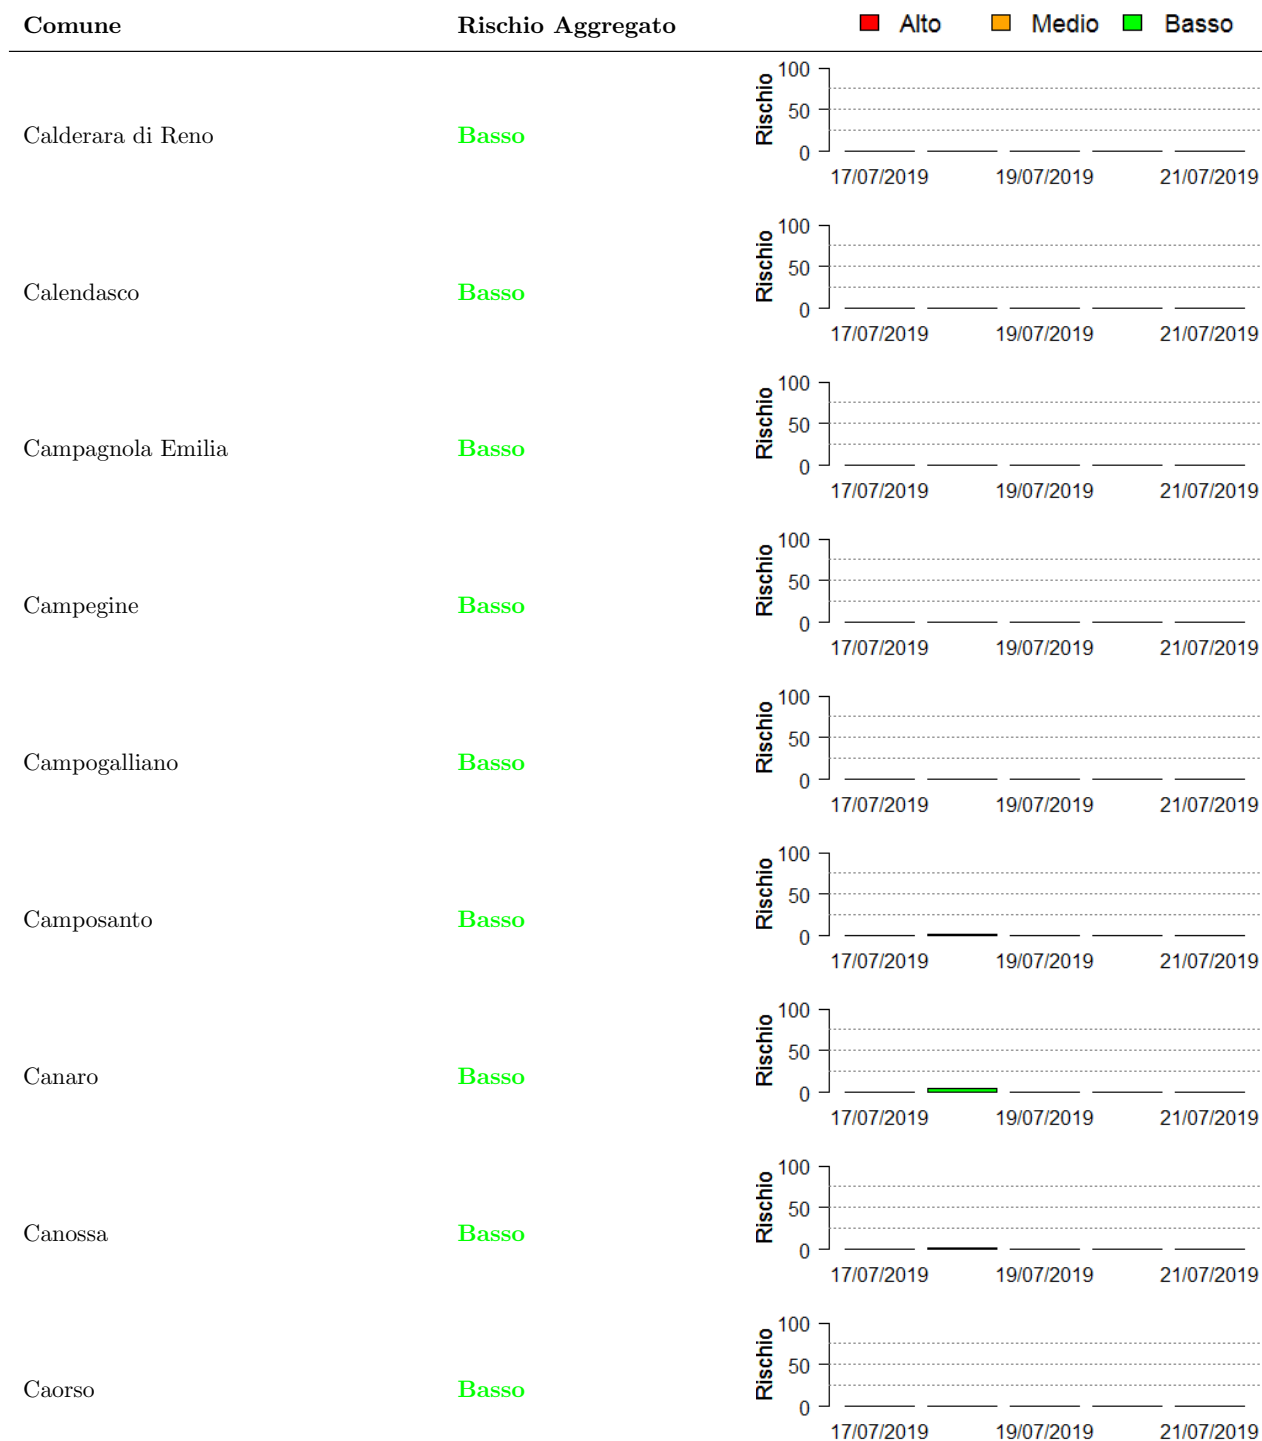 Comune Rischio Aggregato Alto Medio Basso
100
Rischio
50
Calderara di Reno Basso
0
17/07/2019 19/07/2019 21/07/2019
100
Rischio
50
Calendasco Basso
0
17/07/2019 19/07/2019 21/07/2019
100
Rischio
50
Campagnola Emilia Basso
0
17/07/2019 19/07/2019 21/07/2019
100
Rischio
50
Campegine Basso
0
17/07/2019 19/07/2019 21/07/2019
100
Rischio
50
Campogalliano Basso
0
17/07/2019 19/07/2019 21/07/2019
100
Rischio
50
Camposanto Basso
0
17/07/2019 19/07/2019 21/07/2019
100
Rischio
50
Canaro Basso
0
17/07/2019 19/07/2019 21/07/2019
100
Rischio
50
Canossa Basso
0
17/07/2019 19/07/2019 21/07/2019
100
Rischio
50
Caorso Basso
0
17/07/2019 19/07/2019 21/07/2019